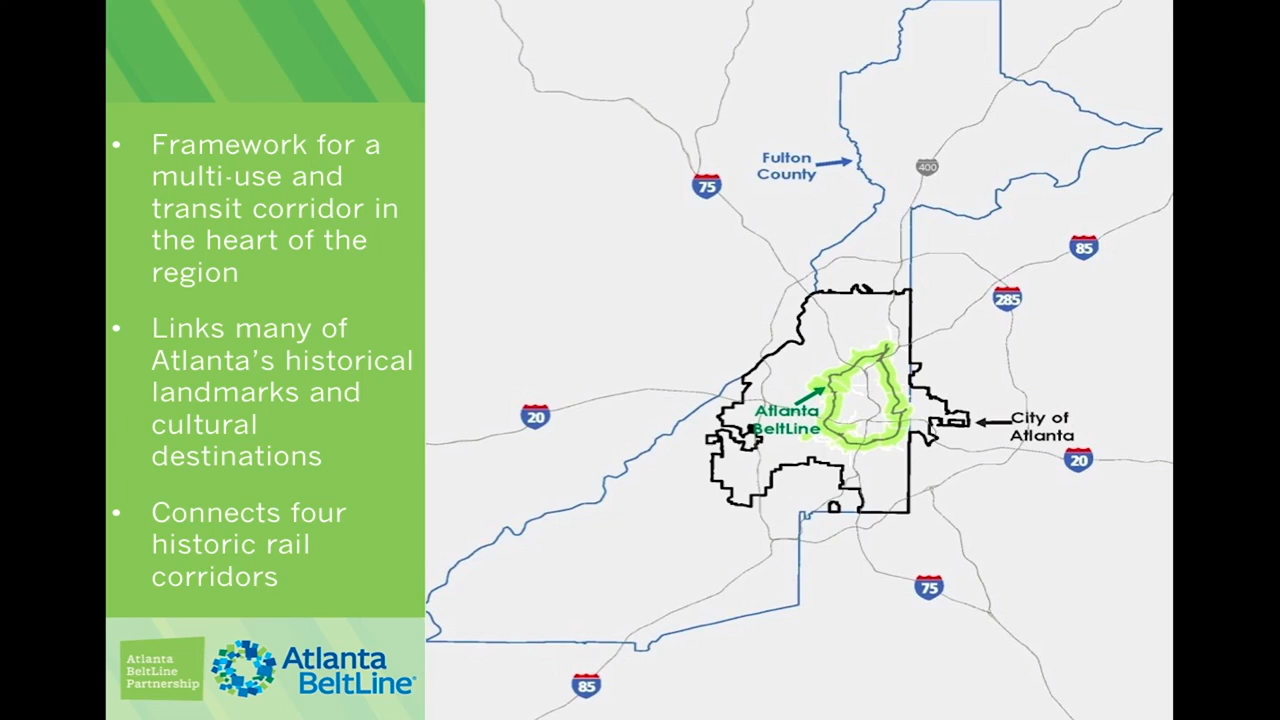 • Framework for a
multi-use and
transit corridor in
the heart of the
region
• Links many of
Atlanta's historical
landmarks and
cultural
destinations
• Connects four
historic rail
corridors
Atlanta
BeltLine
Partnership
Atlanta
BeltLine®
Fulton
County
400
75
85
285
Atlanta
BeltLine
20
City of
Atlanta
20
75
85